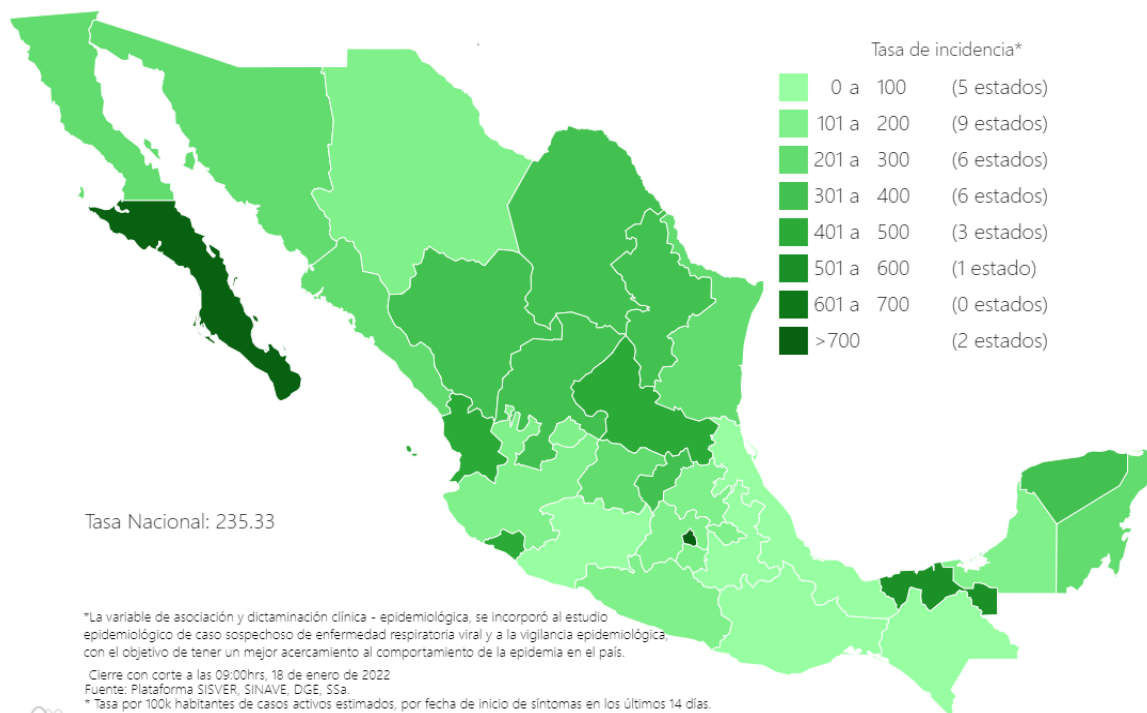 Tasa de incidencia*
0 a 100 (5 estados)
101 a 200 (9 estados)
201 a 300 (6 estados)
301 a 400 (6 estados)
401 a 500 (3 estados)
501 a 600 (1 estado)
601 a 700 (0 estados)
>700 (2 estados)
Tasa Nacional: 235.33
*La variable de asociación y dictaminación clínica - epidemiológica, se incorporó al estudio
epidemiológico de caso sospechoso de enfermedad respiratoria viral y a la vigilancia epidemiológica,
con el objetivo de tener un mejor acercamiento al comportamiento de la epidemia en el país.
Cierre con corte a las 09:00hrs, 18 de enero de 2022
Fuente: Plataforma SISVER, SINAVE, DGE, SSa.
* Tasa por 100k habitantes de casos activos estimados, por fecha de inicio de síntomas en los últimos 14 días.